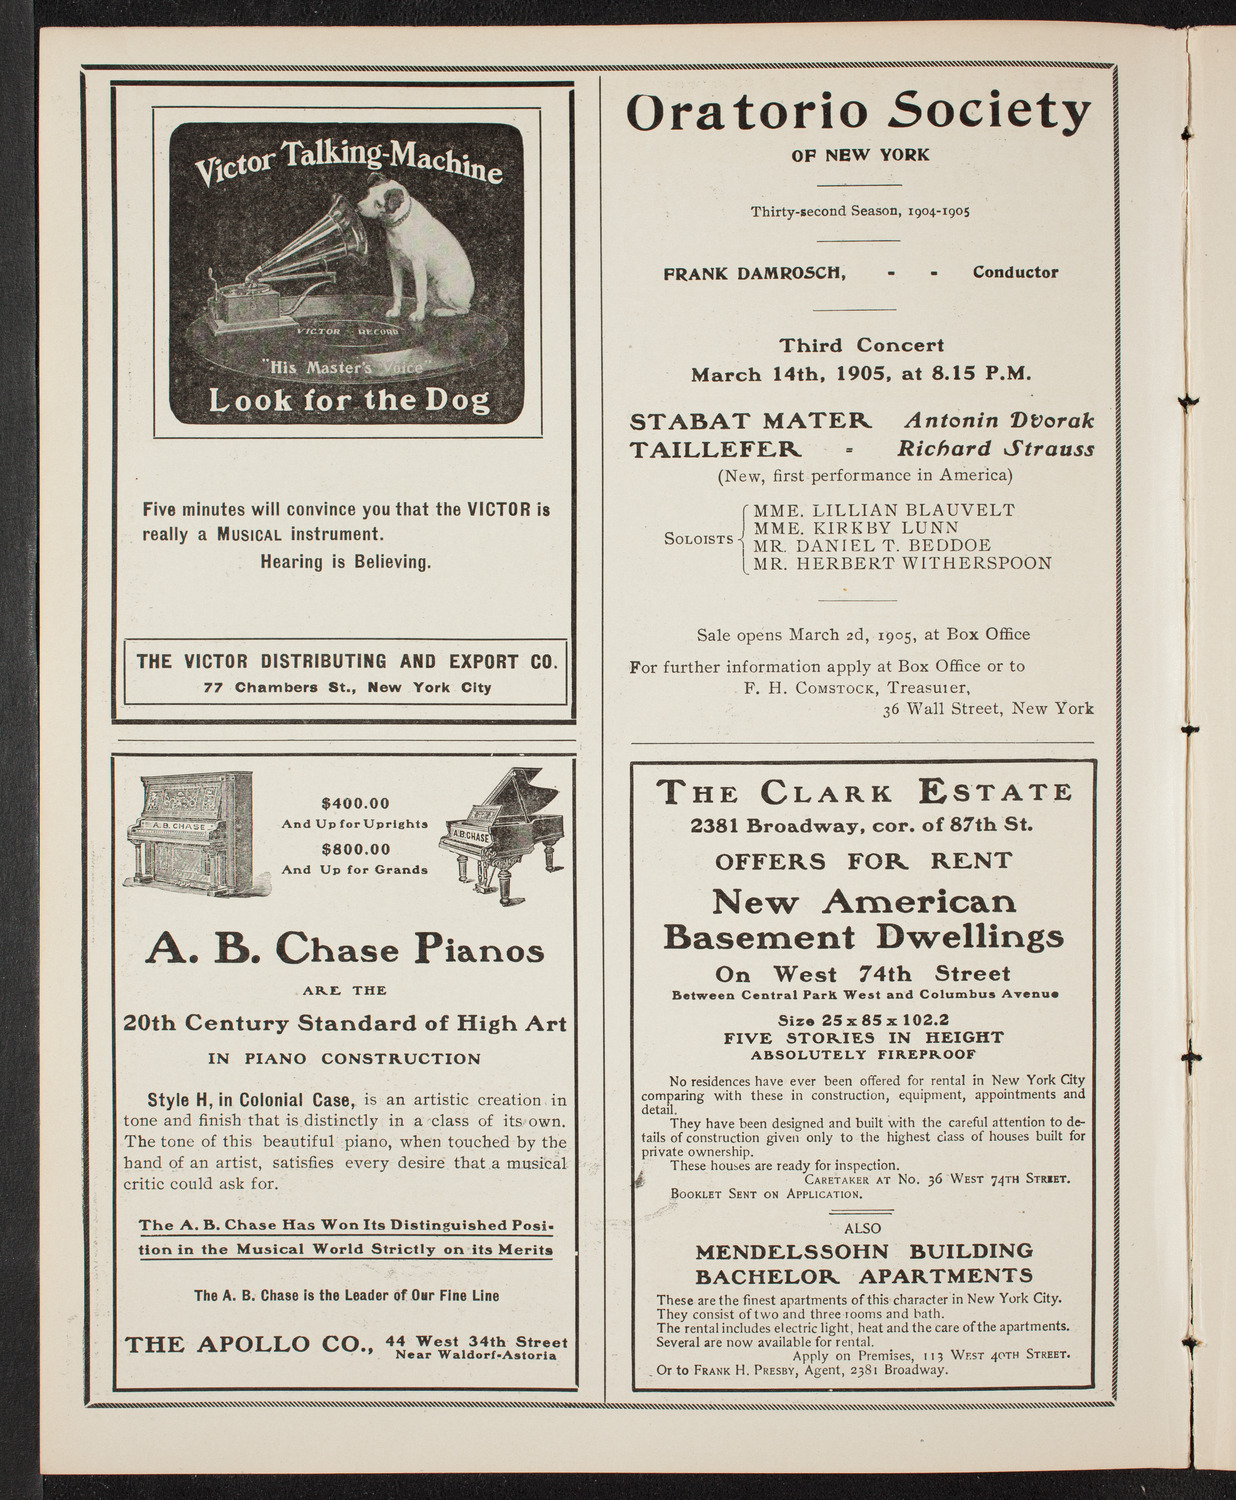 Victor Talking-Machine
VICTOR RECORD
"His Master's Voice"
Look for the Dog
Five minutes will convince you that the VICTOR is
really a MUSICAL instrument.
Hearing is Believing.
THE VICTOR DISTRIBUTING AND EXPORT CO.
77 Chambers St., New York City
A. B. CHASE
$400.00
And Up for Uprights
$800.00
And Up for Grands
A.B.CHASE
A. B. Chase Pianos
ARE THE
20th Century Standard of High Art
IN PIANO CONSTRUCTION
Style H, in Colonial Case, is an artistic creation in
tone and finish that is distinctly in a class of its own.
The tone of this beautiful piano, when touched by the
hand of an artist, satisfies every desire that a musical
critic could ask for.
The A. B. Chase Has Won Its Distinguished Posi-
tion in the Musical World Strictly on its Merits
The A. B. Chase is the Leader of Our Fine Line
THE APOLLO CO., 44 West 34th Street
Near Waldorf-Astoria
Oratorio Society
OF NEW YORK
Thirty-second Season, 1904-1905
FRANK DAMROSCH, - - Conductor
Third Concert
March 14th, 1905, at 8.15 P.M.
STABAT MATER Antonin Dvorak
TAILLEFER - Richard Strauss
(New, first performance in America)
SOLOISTS
MME. LILLIAN BLAUVELT
MME. KIRKBY LUNN
MR. DANIEL T. BEDDOE
MR. HERBERT WITHERSPOON
Sale opens March 2d, 1905, at Box Office
For further information apply at Box Office or to
F. H. COMSTOCK, Treasurer,
36 Wall Street, New York
THE CLARK ESTATE
2381 Broadway, cor. of 87th St.
OFFERS FOR RENT
New American
Basement Dwellings
On West 74th Street
Between Central Park West and Columbus Avenue
Size 25 x 85 x 102.2
FIVE STORIES IN HEIGHT
ABSOLUTELY FIREPROOF
No residences have ever been offered for rental in New York City
comparing with these in construction, equipment, appointments and
detail.
They have been designed and built with the careful attention to de-
tails of construction given only to the highest class of houses built for
private ownership.
These houses are ready for inspection.
CARETAKER AT NO. 36 WEST 74TH STREET.
BOOKLET SENT ON APPLICATION.
ALSO
MENDELSSOHN BUILDING
BACHELOR APARTMENTS
These are the finest apartments of this character in New York City.
They consist of two and three rooms and bath.
The rental includes electric light, heat and the care of the apartments.
Several are now available for rental.
Apply on Premises, 113 WEST 40TH STREET.
Or to FRANK H. PRESBY, Agent, 2381 Broadway.